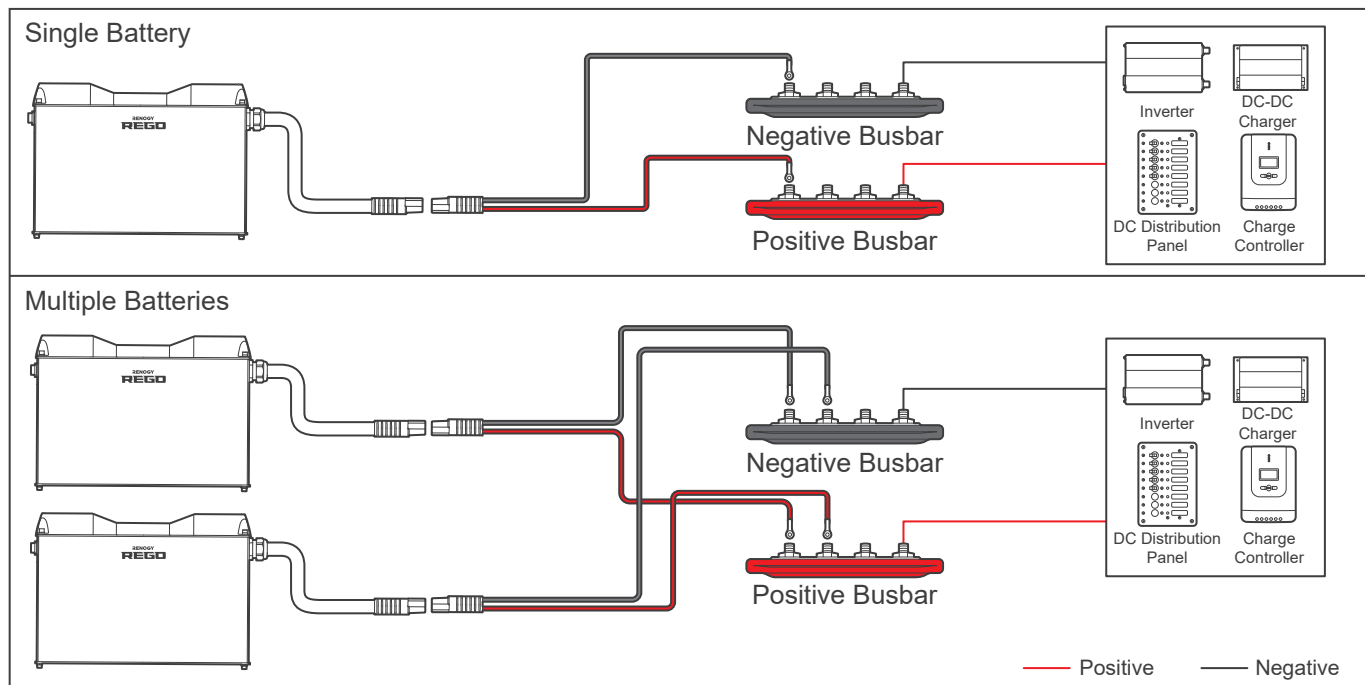 Single Battery
RENOGY
REGO
Negative Busbar
Positive Busbar
Inverter
DC-DC
Charger
DC Distribution
Panel
Charge
Controller
Multiple Batteries
RENOGY
REGO
RENOGY
REGO
Negative Busbar
Positive Busbar
Inverter
DC-DC
Charger
DC Distribution
Panel
Charge
Controller
Positive
Negative